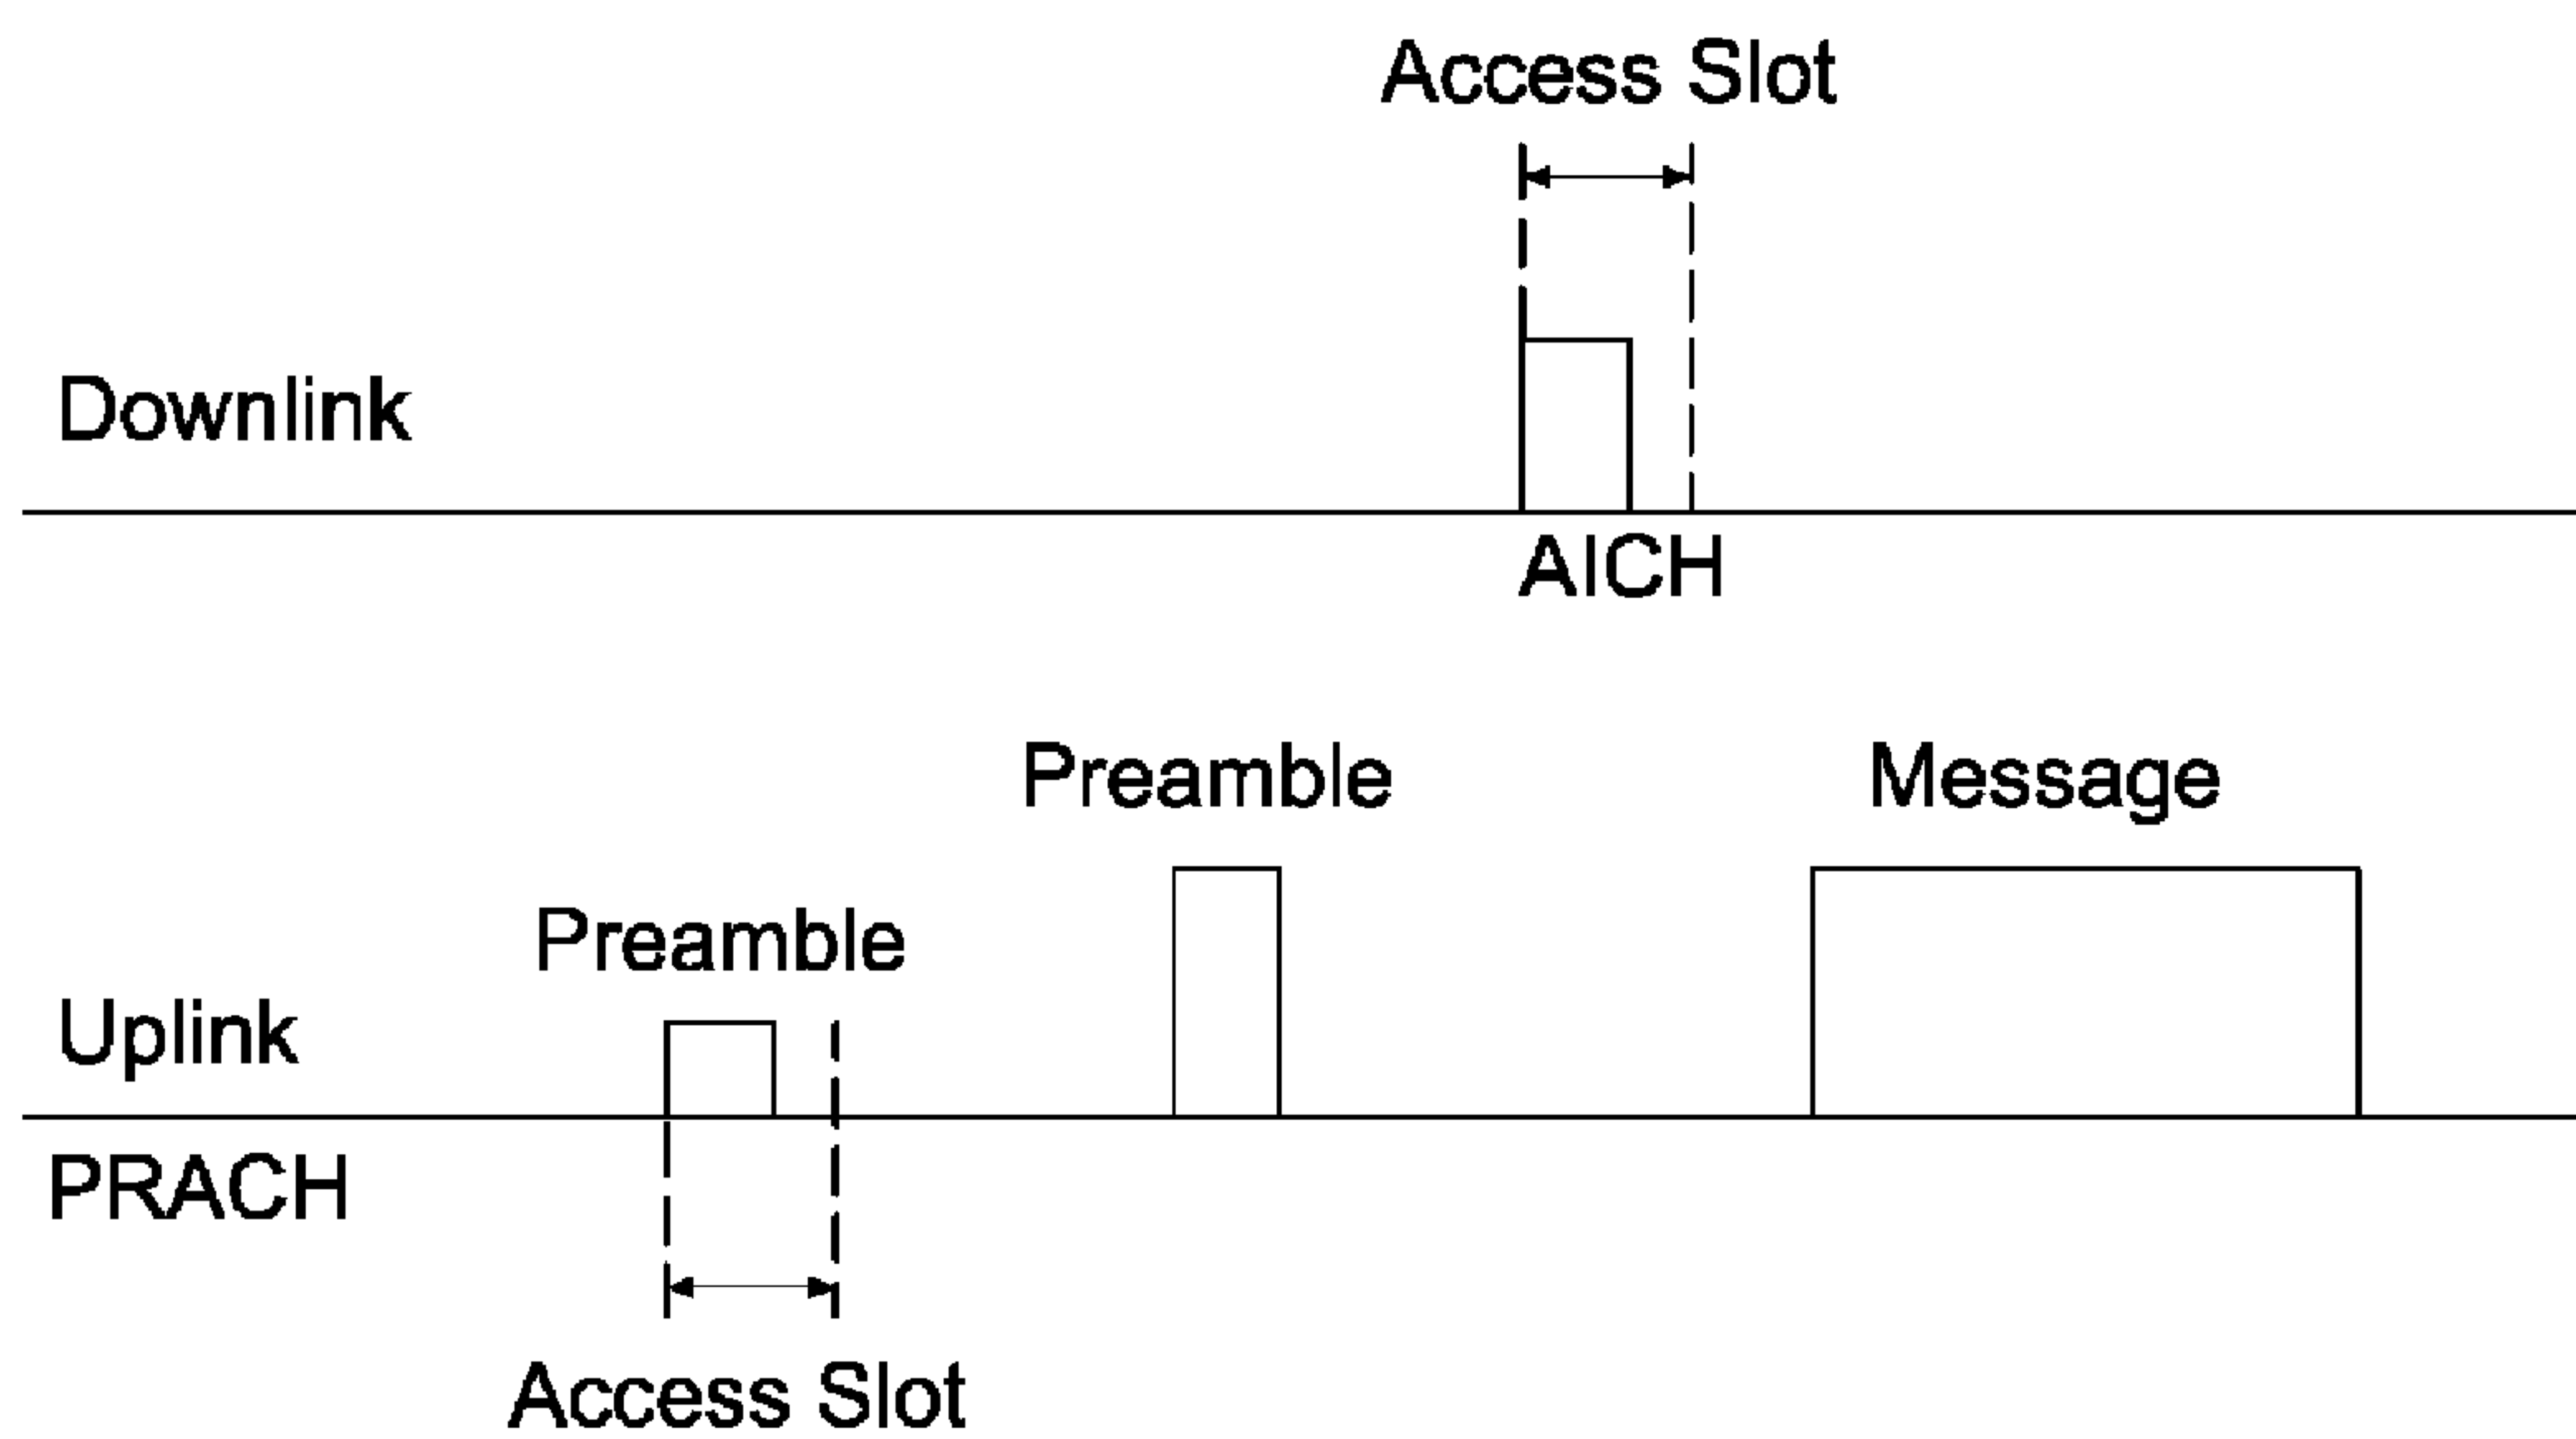 Access Slot
Downlink
AICH
Preamble
Message
Preamble
Uplink
PRACH
Access Slot